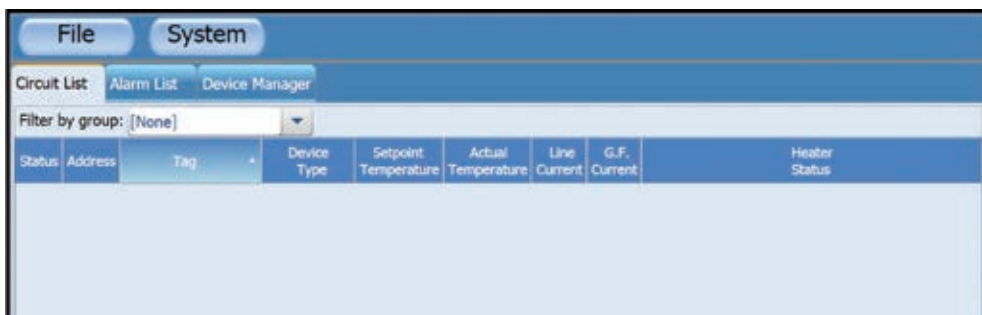 File System
Circuit List Alarm List Device Manager
Filter by group: [None]
Status Address Tag Device Type Setpoint Temperature Actual Temperature Line Current G.F. Current Heater Status